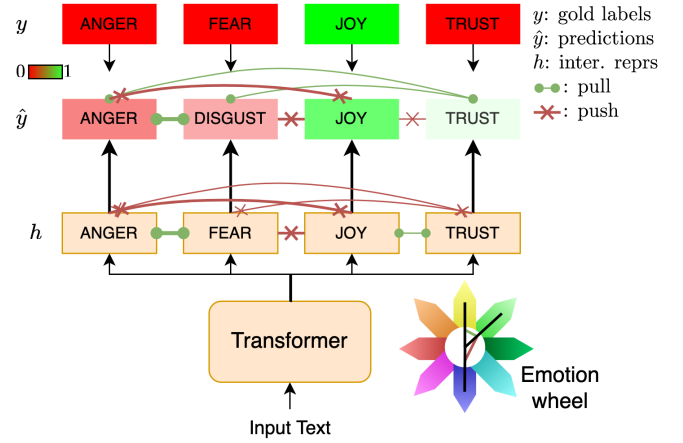 y ANGER FEAR JOY TRUST
y: gold labels
ŷ: predictions
h: inter. reprs
: pull
: push
0 1
ŷ ANGER DISGUST JOY TRUST
h ANGER FEAR JOY TRUST
Transformer
Emotion
wheel
Input Text